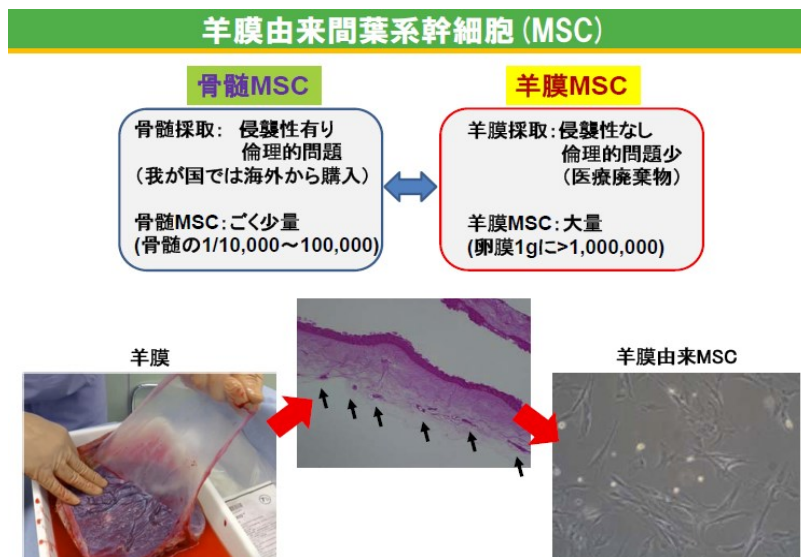 羊膜由来間葉系幹細胞(MSC)
骨髄MSC
骨髄採取: 侵襲性有り
倫理的問題
(我が国では海外から購入)
骨髄MSC:ごく少量
(骨髄の1/10,000～100,000)
羊膜MSC
羊膜採取:侵襲性なし
倫理的問題少
(医療廃棄物)
羊膜MSC:大量
(卵膜1gに>1,000,000)
羊膜
羊膜由来MSC